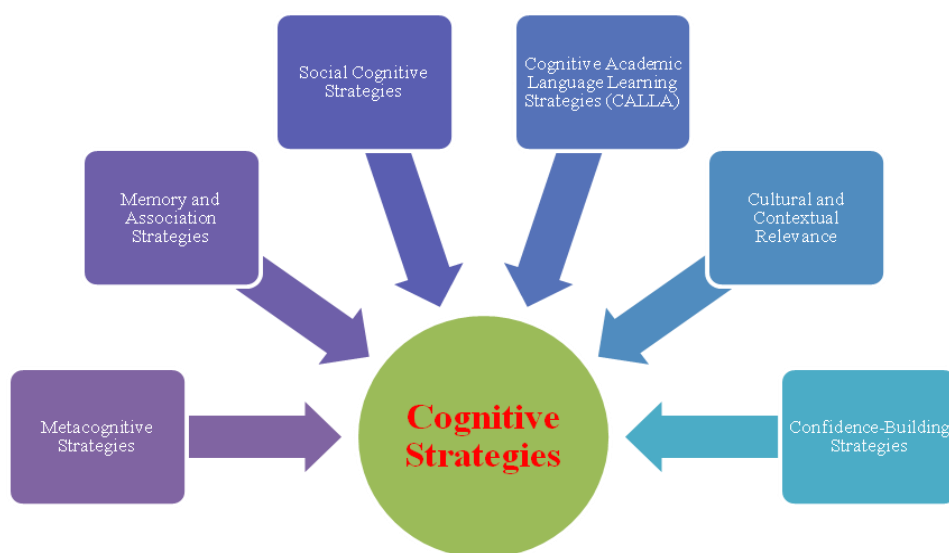 Social Cognitive
Strategies
Cognitive Academic
Language Learning
Strategies (CALLA)
Memory and
Association
Strategies
Cultural and
Contextual
Relevance
Metacognitive
Strategies
Cognitive
Strategies
Confidence-Building
Strategies